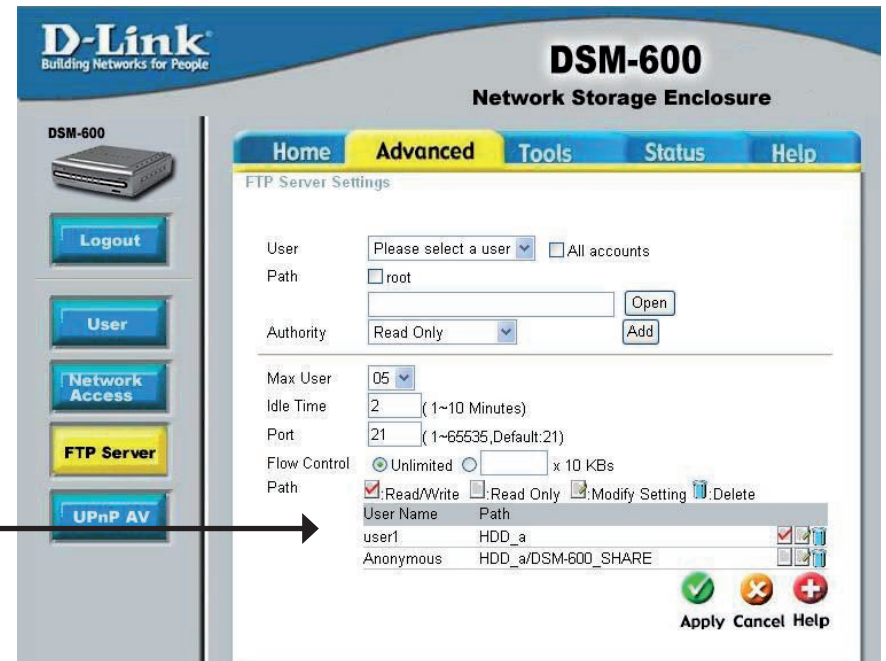 D-Link
Building Networks for People
DSM-600
Network Storage Enclosure
DSM-600
Logout
User
Network Access
FTP Server
UPnP AV
Home Advanced Tools Status Help
FTP Server Settings
User Please select a user All accounts
Path root
Open
Authority Read Only Add
Max User 05
Idle Time 2 ( 1~10 Minutes)
Port 21 ( 1~65535,Default:21)
Flow Control Unlimited x 10 KBs
Path :Read/Write :Read Only :Modify Setting :Delete
User Name Path
user1 HDD_a
Anonymous HDD_a/DSM-600_SHARE
Apply Cancel Help